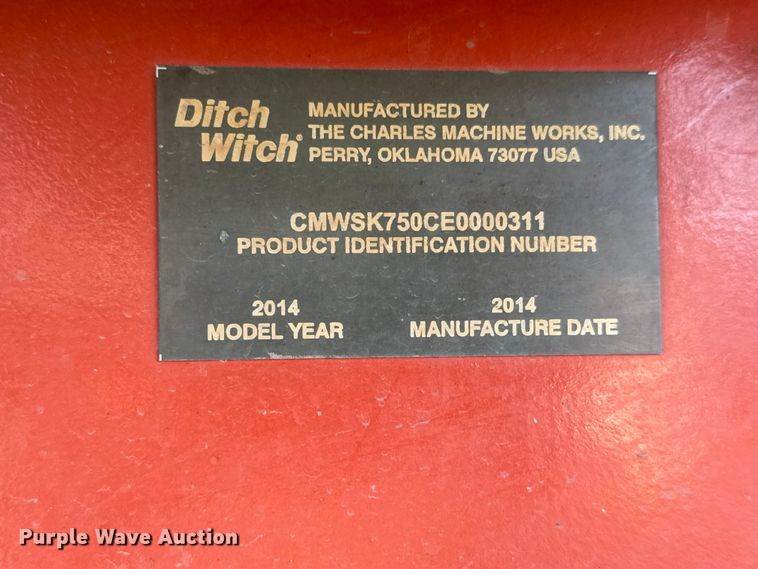 Ditch Witch®
MANUFACTURED BY
THE CHARLES MACHINE WORKS, INC.
PERRY, OKLAHOMA 73077 USA
CMWSK750CE0000311
PRODUCT IDENTIFICATION NUMBER
2014
MODEL YEAR
2014
MANUFACTURE DATE
Purple Wave Auction